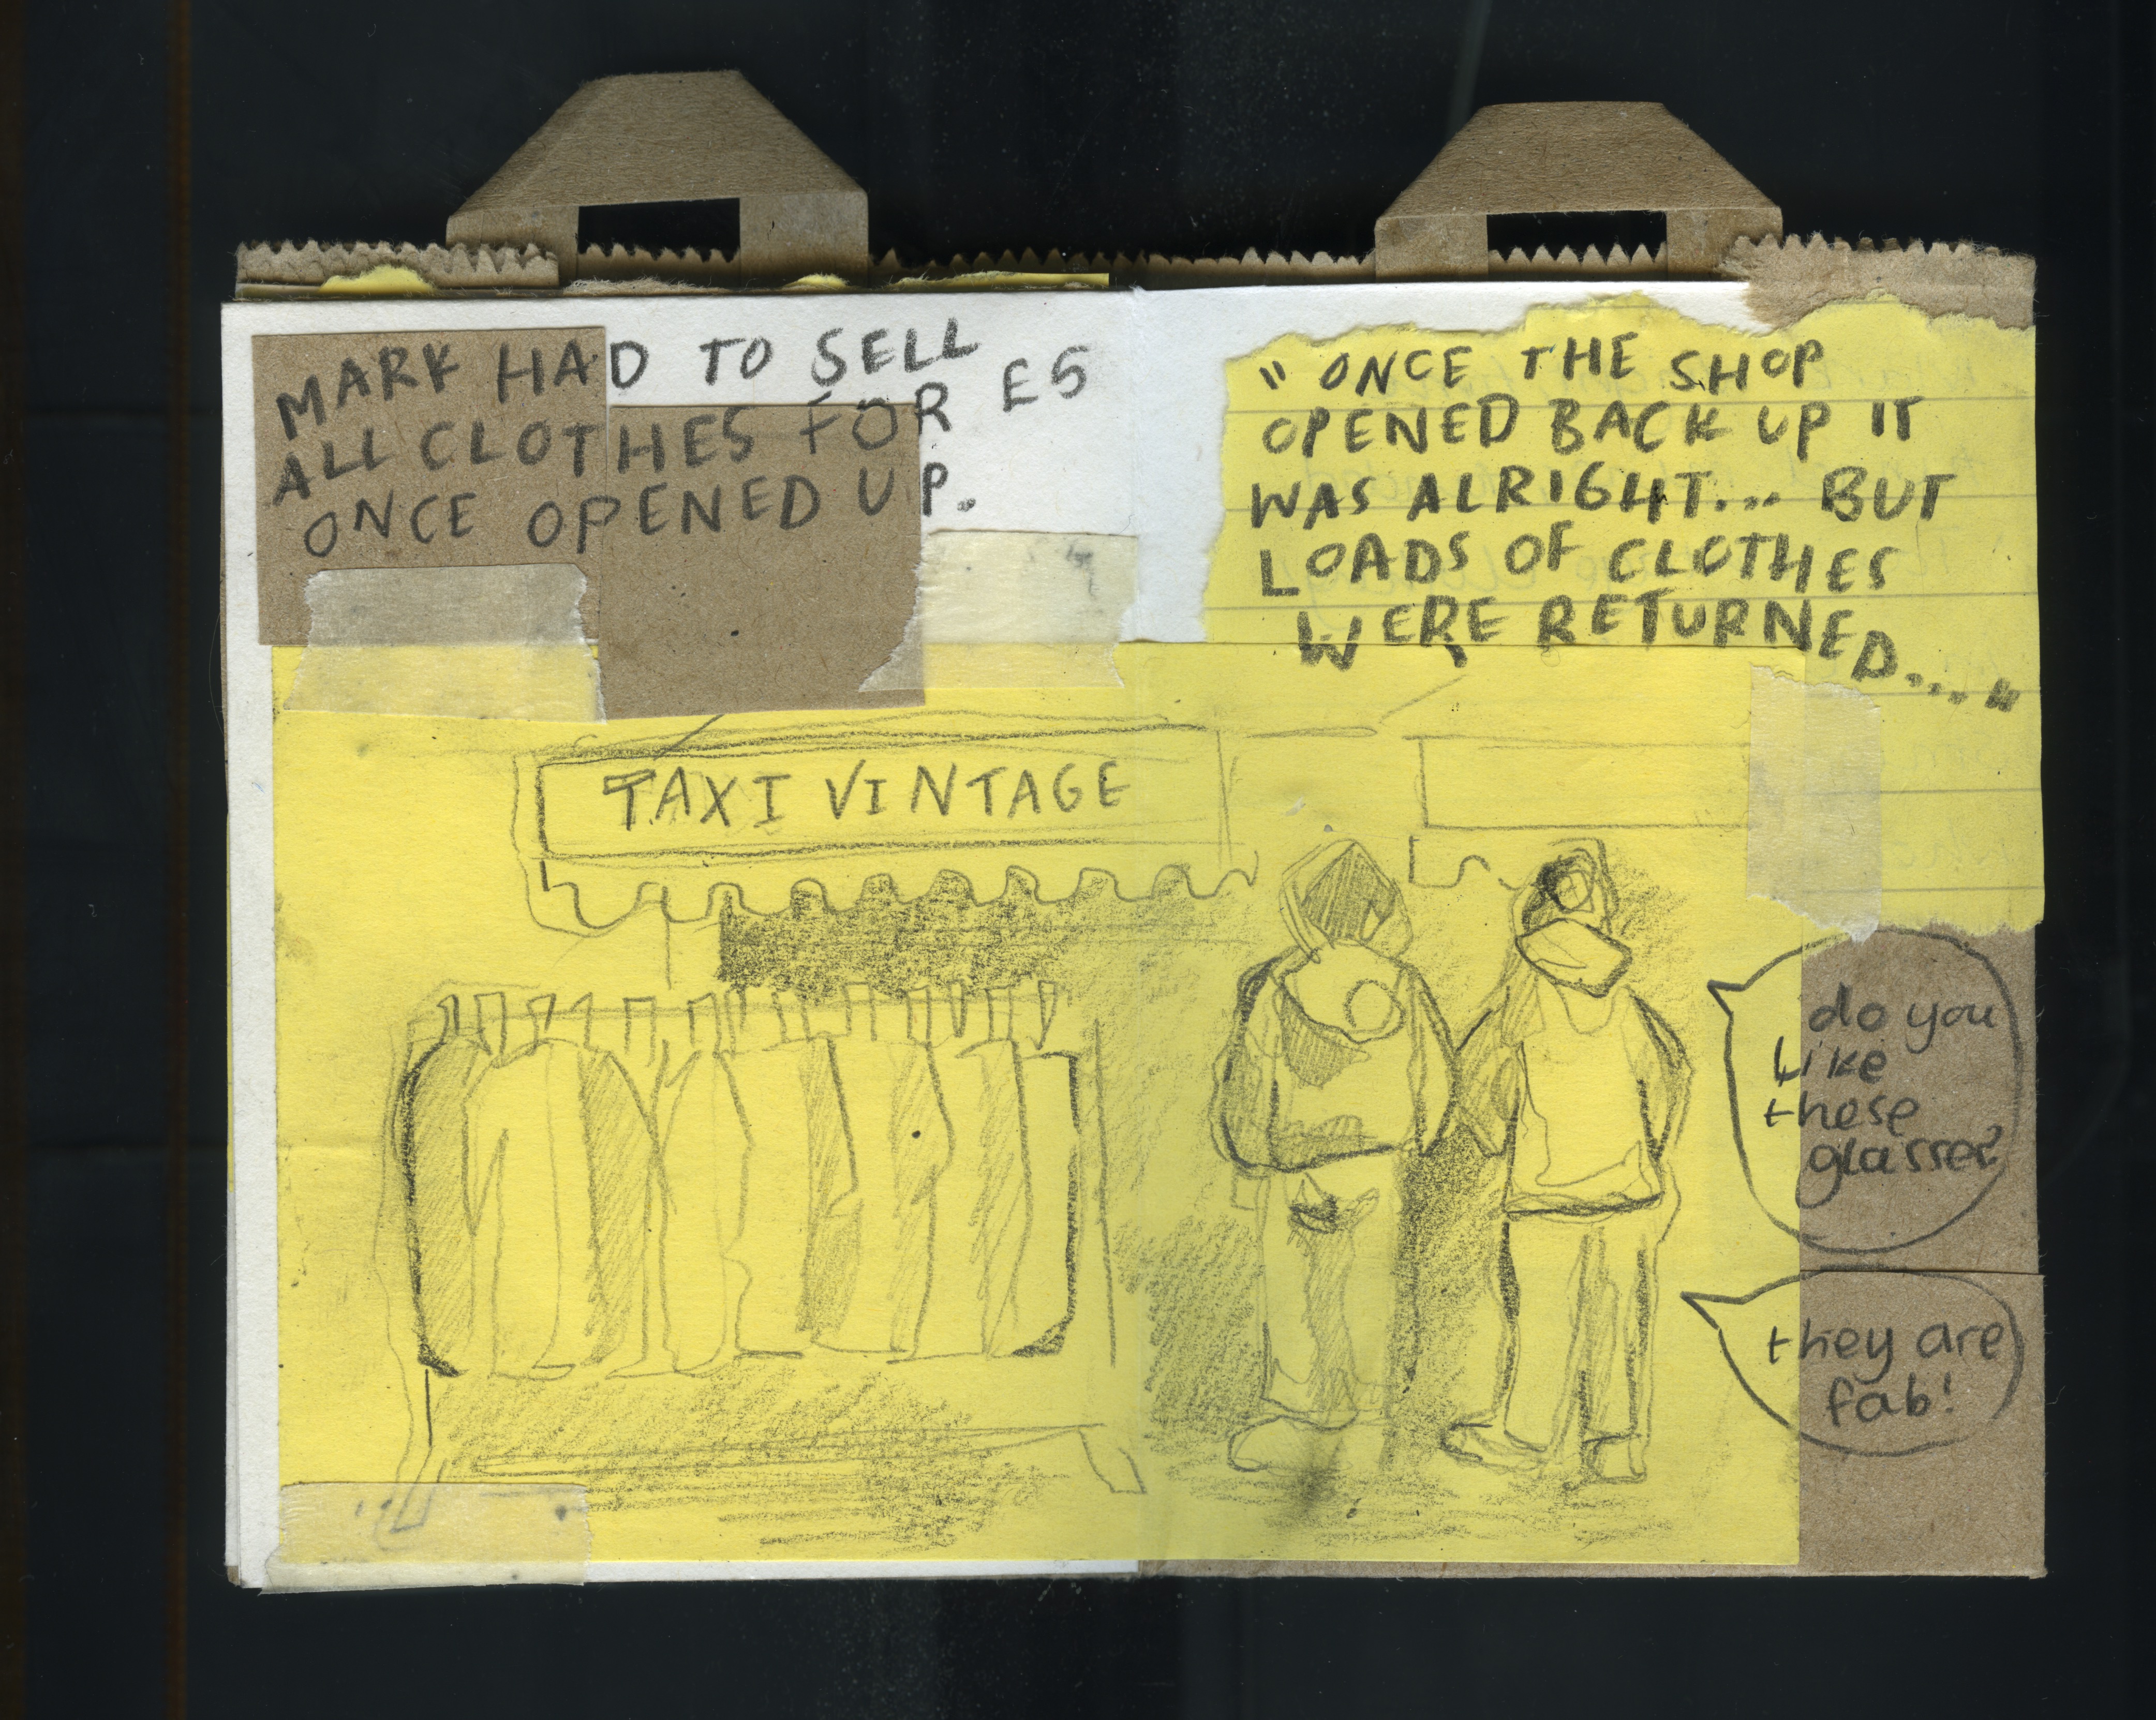 MARK HAD TO SELL
ALL CLOTHES FOR £5
ONCE OPENED UP.
" ONCE THE SHOP
OPENED BACK UP IT
WAS ALRIGHT... BUT
LOADS OF CLOTHES
WERE RETURNED.... "
TAXI VINTAGE
do you
like
these
glasses?
they are
fab!